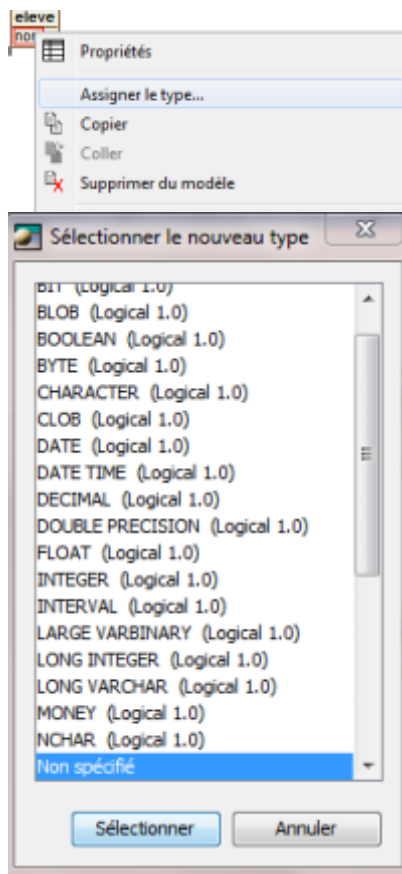 eleve
Propriétés
Assigner le type...
Copier
Coller
Supprimer du modèle
Sélectionner le nouveau type
BIT (Logical 1.0)
BLOB (Logical 1.0)
BOOLEAN (Logical 1.0)
BYTE (Logical 1.0)
CHARACTER (Logical 1.0)
CLOB (Logical 1.0)
DATE (Logical 1.0)
DATE TIME (Logical 1.0)
DECIMAL (Logical 1.0)
DOUBLE PRECISION (Logical 1.0)
FLOAT (Logical 1.0)
INTEGER (Logical 1.0)
INTERVAL (Logical 1.0)
LARGE VARBINARY (Logical 1.0)
LONG INTEGER (Logical 1.0)
LONG VARCHAR (Logical 1.0)
MONEY (Logical 1.0)
NCHAR (Logical 1.0)
Non spécifié
Sélectionner Annuler